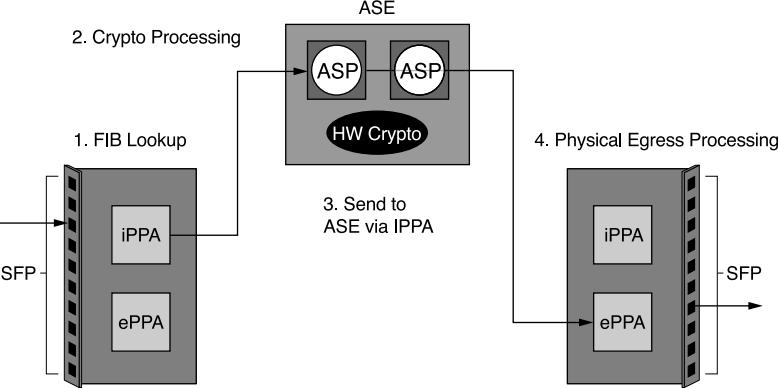 ASE
2. Crypto Processing
ASP
ASP
HW Crypto
1. FIB Lookup
4. Physical Egress Processing
3. Send to
ASE via IPPA
iPPA
iPPA
SFP
SFP
ePPA
ePPA